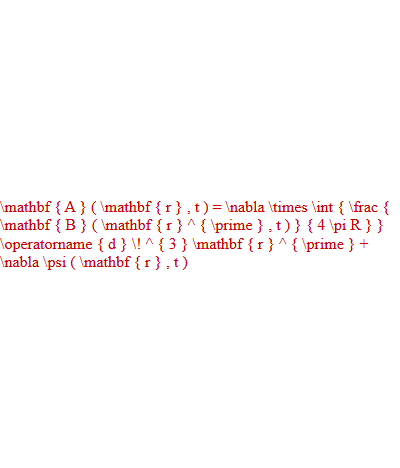 \mathbf { A } ( \mathbf { r } , t ) = \nabla \times \int { \frac {
\mathbf { B } ( \mathbf { r } ^ { \prime } , t ) } { 4 \pi R } }
\operatorname { d } \! ^ { 3 } \mathbf { r } ^ { \prime } +
\nabla \psi ( \mathbf { r } , t )